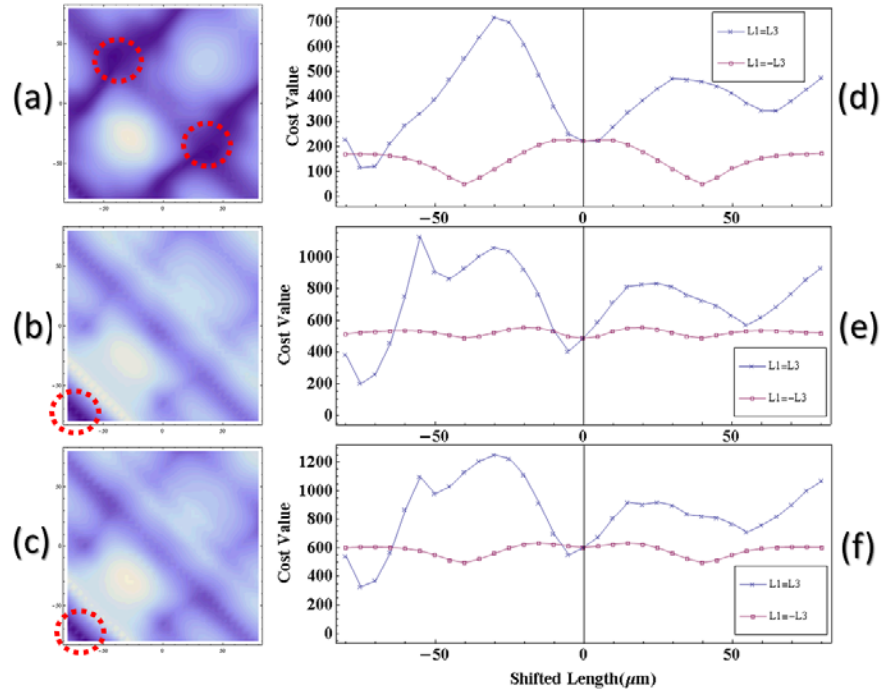 (a)
(d)
Cost Value
700
600
500
400
300
200
100
0
−50
0
50
L1=L3
L1=−L3
(b)
(e)
Cost Value
1000
800
600
400
200
0
−50
0
50
L1=L3
L1=−L3
(c)
(f)
Cost Value
1200
1000
800
600
400
200
0
−50
0
50
L1=L3
L1=−L3
Shifted Length(μm)